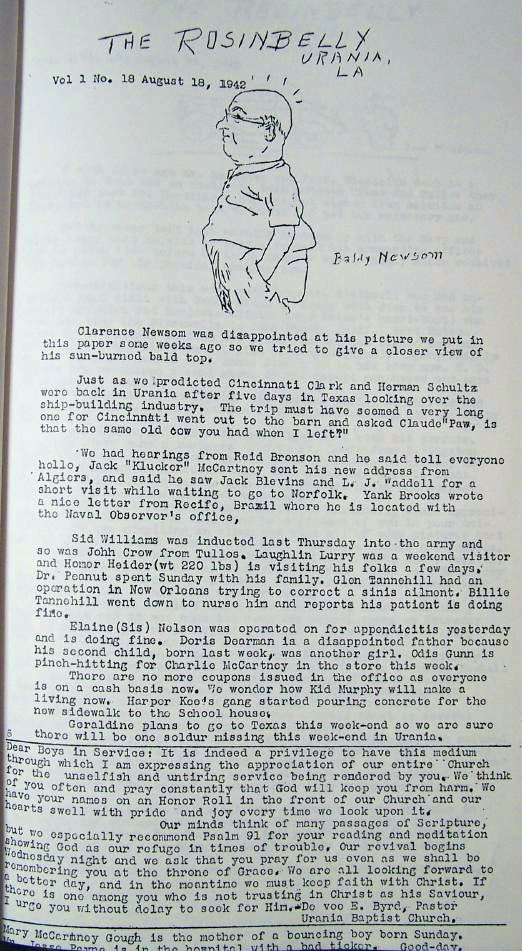 THE ROSINBELLY
URANIA,
LA
Vol 1 No. 18 August 18, 1942
Baldy Newsom
Clarence Newsom was disappointed at his picture we put in
this paper some weeks ago so we tried to give a closer view of
his sun-burned bald top.
Just as we predicted Cincinnati Clark and Herman Schultz
were back in Urania after five days in Texas looking over the
ship-building industry. The trip must have seemed a very long
one for Cincinnati went out to the barn and asked Claude"Paw, is
that the same old cow you had when I left?"
We had hearings from Reid Bronson and he said tell everyone
hello, Jack "Klucker" McCartney sent his new address from
Algiers, and said he saw Jack Blevins and L. J. "addell for a
short visit while waiting to go to Norfolk. Yank Brooks wrote
a nice letter from Recife, Brazil where he is located with
the Naval Observer's office,
Sid Williams was inducted last Thursday into the army and
so was John Crow from Tullos. Laughlin Lurry was a weekend visitor
and Homer Heider(wt 220 lbs) is visiting his folks a few days.
Dr. Peanut spent Sunday with his family. Glen Tannehill had an
operation in New Orleans trying to correct a sinis ailment. Billie
Tannehill went down to nurse him and reports his patient is doing
fine.
Elaine(Sis) Nelson was operated on for appendicitis yesterday
and is doing fine. Doris Dearman is a disappointed father because
his second child, born last week, was another girl. Odis Gunn is
pinch-hitting for Charlie McCartney in the store this week.
There are no more coupons issued in the office as everyone
is on a cash basis now. We wonder how Kid Murphy will make a
living now. Harper Kee's gang started pouring concrete for the
new sidewalk to the School house.
Geraldine plans to go to Texas this week-end so we are sure
s there will be one soldur missing this week-end in Urania.
Dear Boys in Service: It is indeed a privilege to have this medium
through which I am expressing the appreciation of our entire Church
for the unselfish and untiring service being rendered by you. We think
of you often and pray constantly that God will keep you from harm. We
have your names on an Honor Roll in the front of our Church and our
hearts swell with pride and joy every time we look upon it.
Our minds think of many passages of Scripture,
but we especially recommend Psalm 91 for your reading and meditation
showing God as our refuge in times of trouble. Our revival begins
Wednesday night and we ask that you pray for us even as we shall be
remembering you at the throne of Grace. We are all looking forward to
a better day, and in the meantime we must keep faith with Christ. If
there is one among you who is not trusting in Christ as his Saviour,
I urge you without delay to seek for Him.-De voe E. Byrd, Pastor
Urania Baptist Church.
Mary McCartney Gough is the mother of a bouncing boy born Sunday.
Jesse Parne is in the hospital with a bad ticker. Goodday